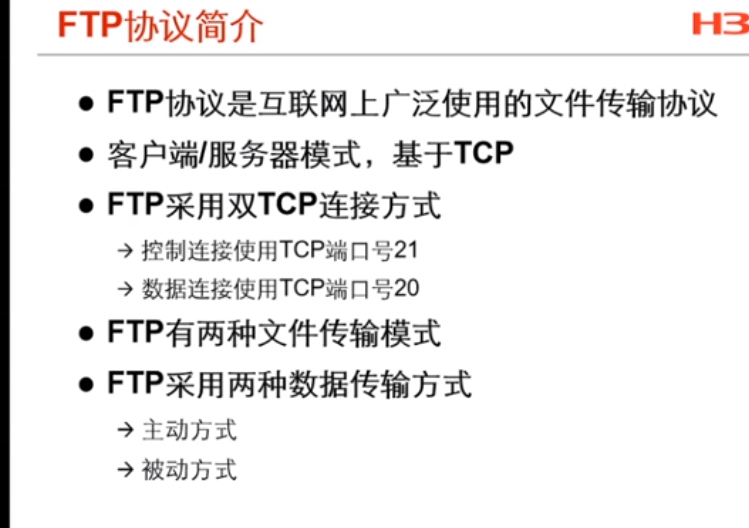 FTP协议简介
H3
● FTP协议是互联网上广泛使用的文件传输协议
● 客户端/服务器模式，基于TCP
● FTP采用双TCP连接方式
→ 控制连接使用TCP端口号21
→ 数据连接使用TCP端口号20
● FTP有两种文件传输模式
● FTP采用两种数据传输方式
→ 主动方式
→ 被动方式